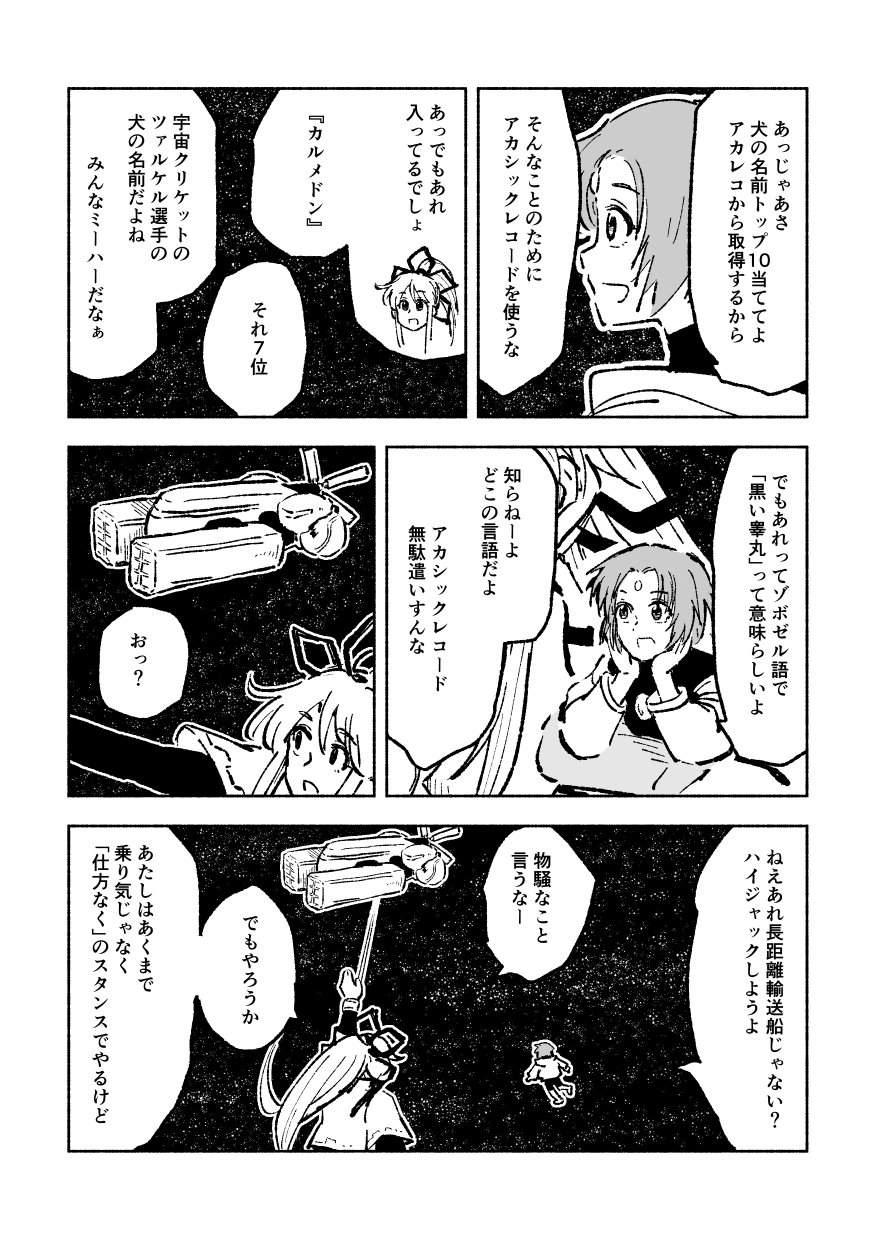 あっじゃあさ
犬の名前トップ10当ててよ
アカレコから取得するから
そんなことのために
アカシックレコードを使うな
あっでもあれ
入ってるでしょ
『カルメドン』
それ7位
宇宙クリケットの
ツァルケル選手の
犬の名前だよね
みんなミーハーだなぁ
でもあれってゾボゼル語で
「黒い睾丸」って意味らしいよ
知らねーよ
どこの言語だよ
アカシックレコード
無駄遣いすんな
おっ?
ねえあれ長距離輸送船じゃない?
ハイジャックしようよ
物騒なこと
言うなー
でもやろうか
あたしはあくまで
乗り気じゃなく
「仕方なく」のスタンスでやるけど